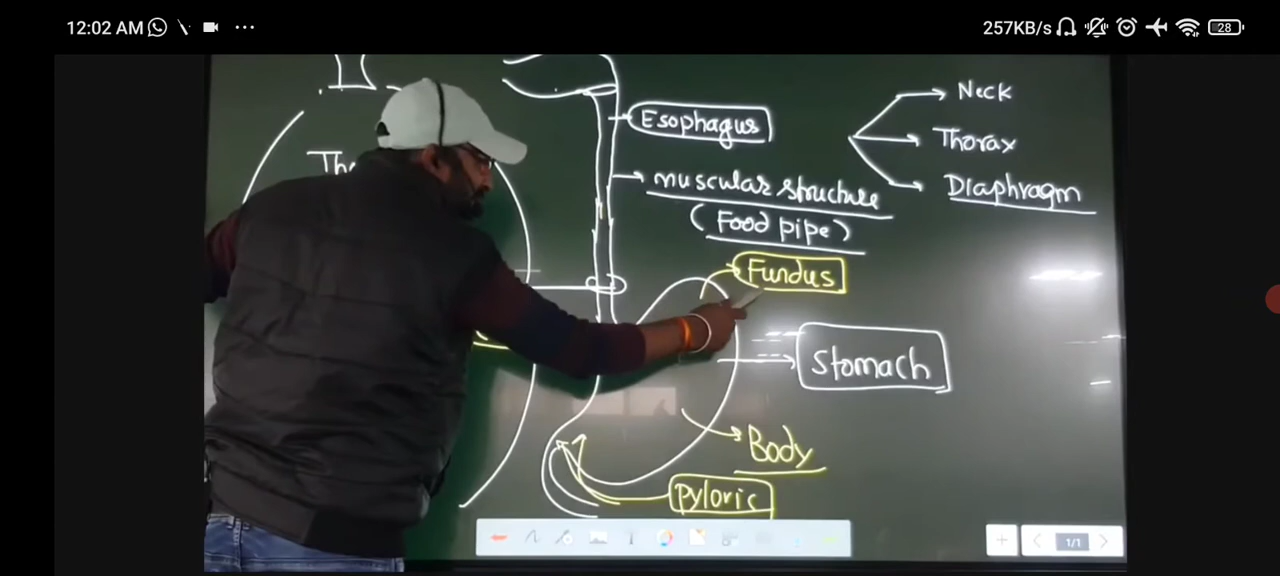 12:02 AM
257KB/s
28
Neck
Esophagus
Thorax
The
muscular structure
Diaphragm
(Food pipe)
Fundus
Stomach
Body
Pyloric
1/1